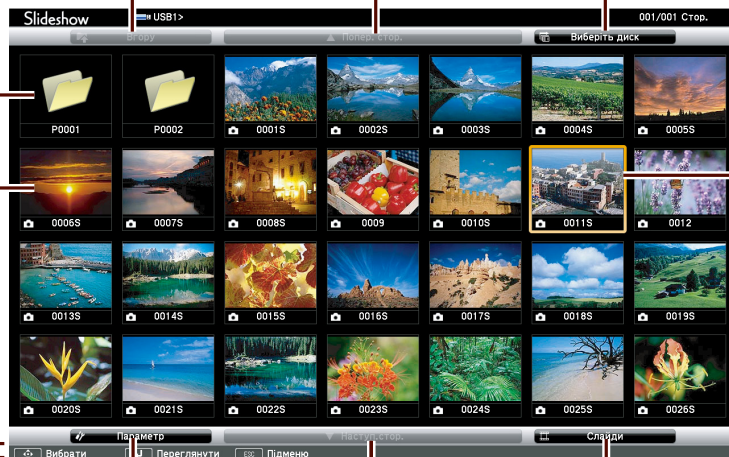 Slideshow USB1> 001/001 Стор.
Вгору Попер. стор. Виберіть диск
P0001 P0002 0001S 0002S 0003S 0004S 0005S
0006S 0007S 0008S 0009 0010S 0011S 0012
0013S 0014S 0015S 0016S 0017S 0018S 0019S
0020S 0021S 0022S 0023S 0024S 0025S 0026S
Параметр Наступ.стор. Слайди
Вибрати Переглянути ESC Підменю